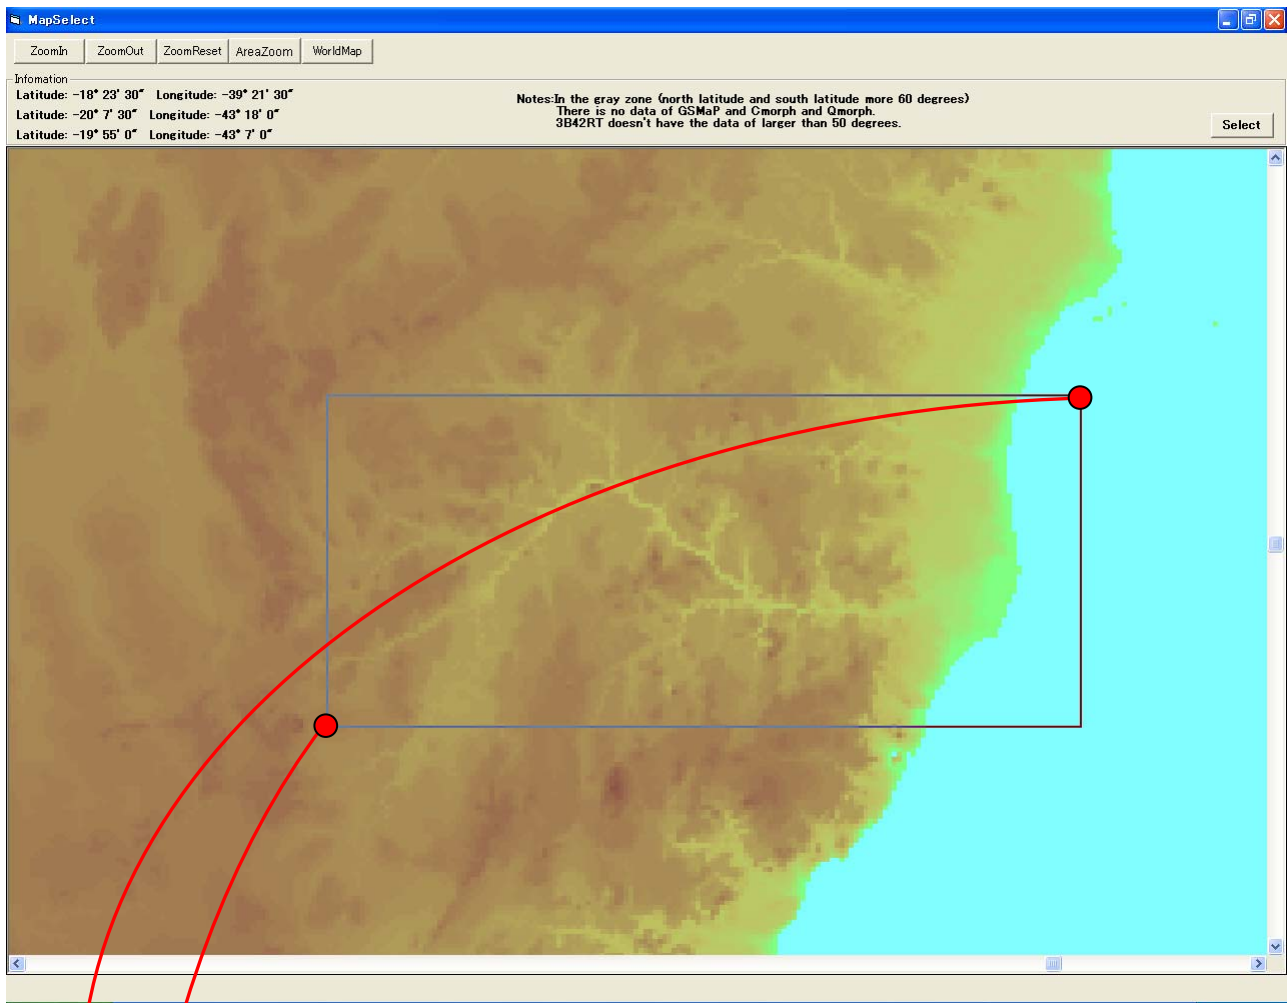 MapSelect
ZoomIn ZoomOut ZoomReset AreaZoom WorldMap
Infomation
Latitude: -18° 23' 30" Longitude: -39° 21' 30"
Latitude: -20° 7' 30" Longitude: -43° 18' 0"
Latitude: -19° 55' 0" Longitude: -43° 7' 0"
Notes:In the gray zone (north latitude and south latitude more 60 degrees)
There is no data of GSMaP and Cmorph and Qmorph.
3B42RT doesn't have the data of larger than 50 degrees.
Select